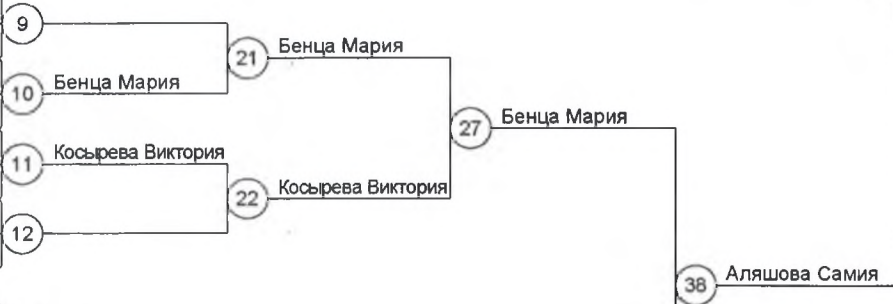 9
Бенца Мария
21
Бенца Мария
10
Бенца Мария
27
Косырева Виктория
11
Косырева Виктория
22
12
Аляшова Самия
38